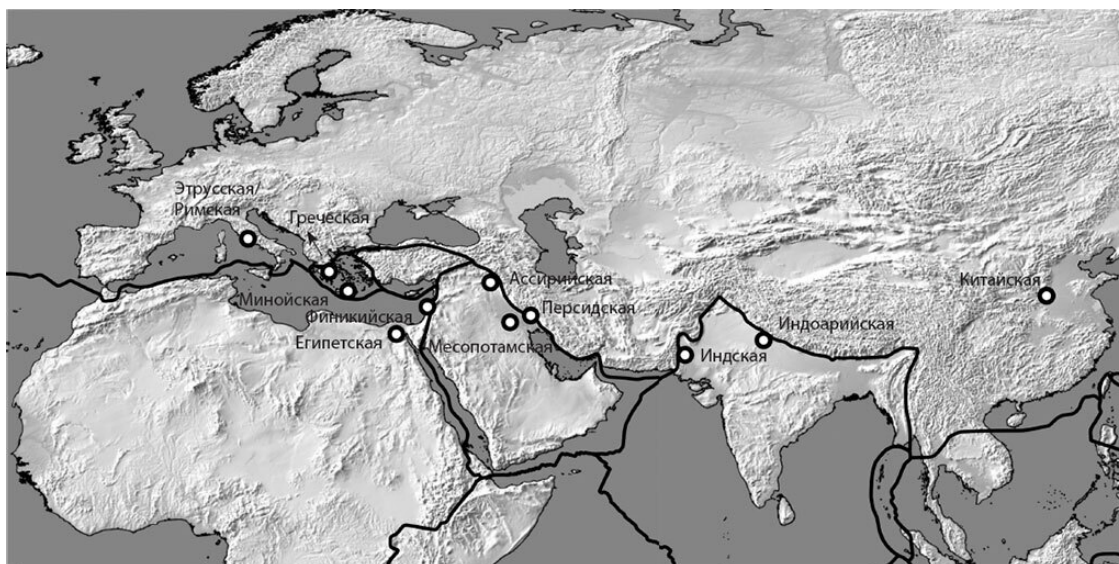 Этрусская/
Римская
Греческая
Ассирийская
Китайская
Минойская
Финикийская
Персидская
Египетская
Месопотамская
Индоарийская
Индская